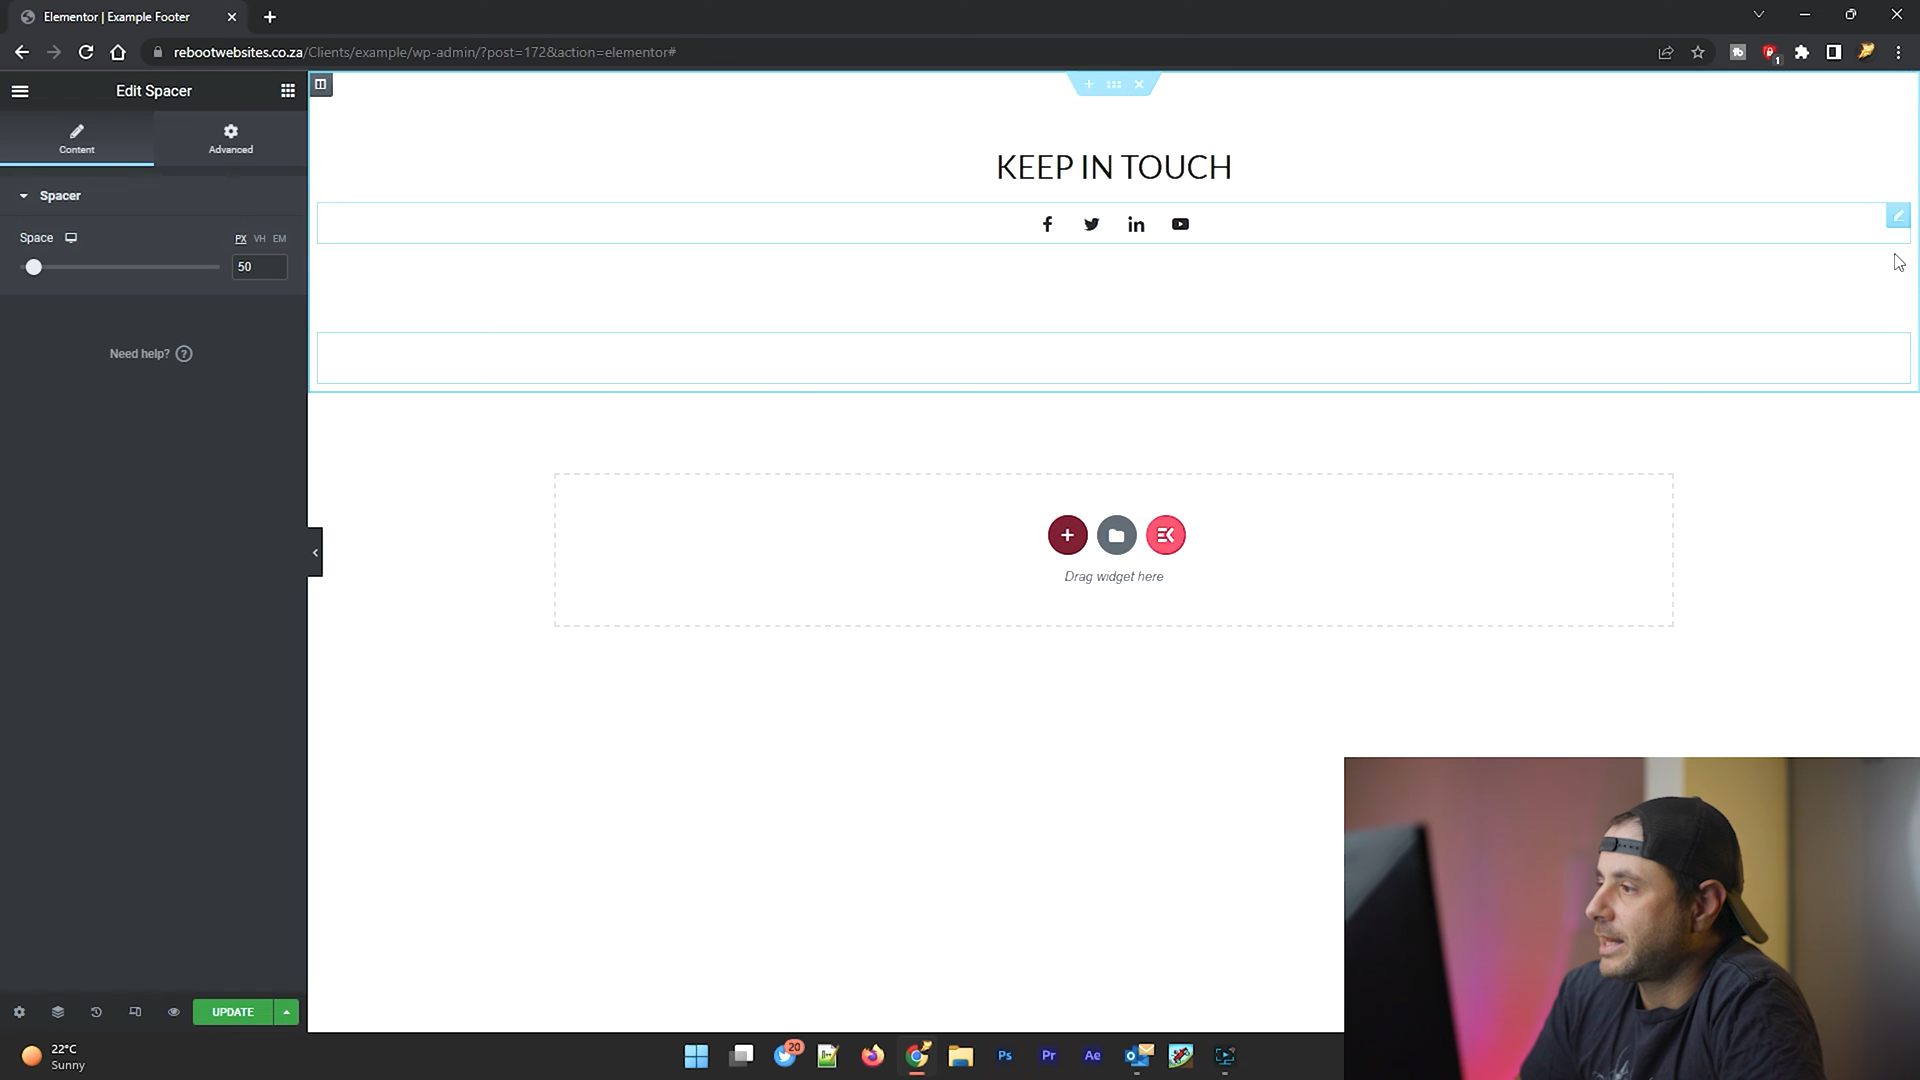 Elementor | Example Footer
rebootwebsites.co.za/Clients/example/wp-admin/?post=172&action=elementor#
1
Edit Spacer
Content
Advanced
Spacer
Space
PX VH EM
50
Need help? ?
KEEP IN TOUCH
Drag widget here
UPDATE
22°C
Sunny
20
Ps
Pr
Ae